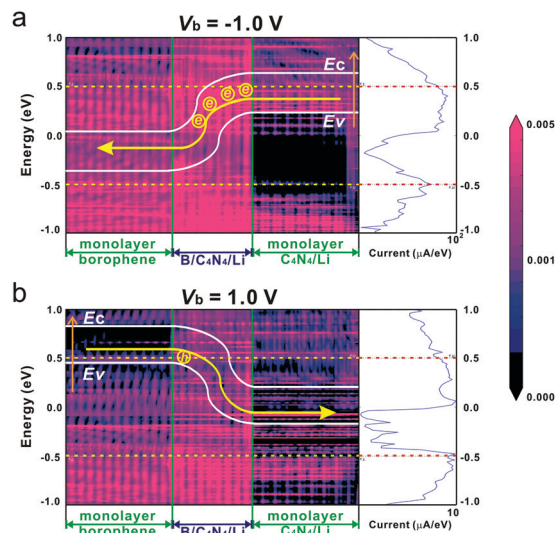 a
V_b = -1.0 V
1.0
0.5
0.0
-0.5
-1.0
Energy (eV)
Ec
Ev
e e e e
1.0
0.5
0.0
-0.5
-1.0
10²
monolayer
borophene
B/C₄N₄/Li
monolayer
C₄N₄/Li
Current (μA/eV)
0.005
0.001
0.000
b
V_b = 1.0 V
1.0
0.5
0.0
-0.5
-1.0
Energy (eV)
Ec
Ev
h
1.0
0.5
0.0
-0.5
-1.0
10
monolayer
borophene
B/C₄N₄/Li
monolayer
C₄N₄/Li
Current (μA/eV)